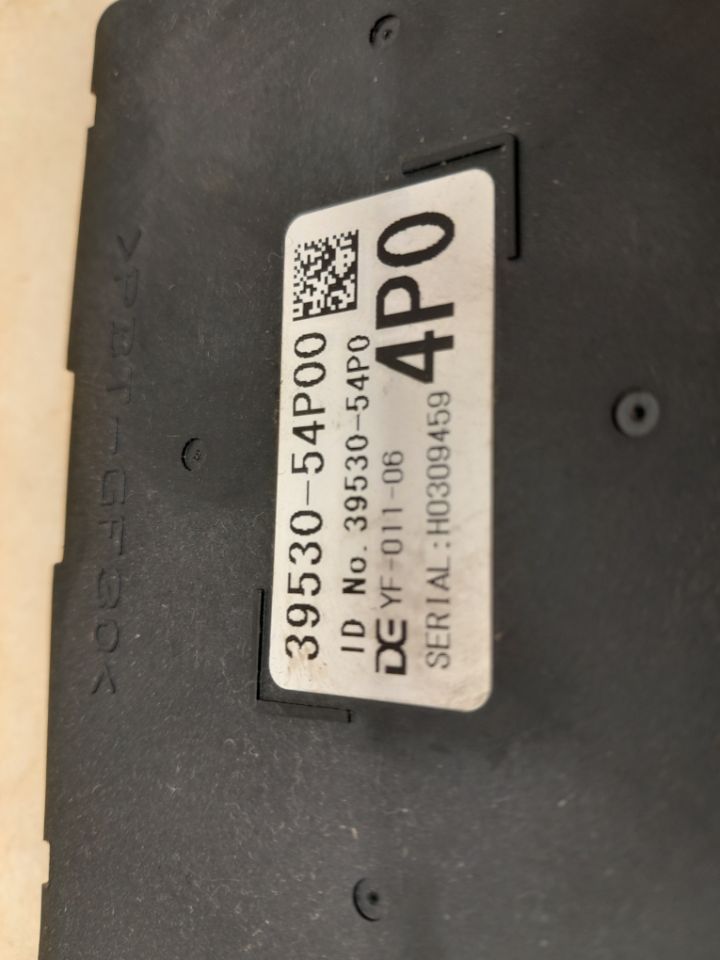 39530-54P00
ID No. 39530-54P0
DE YF-011-06
4P0
SERIAL:H0309459
>PBT-GF30<